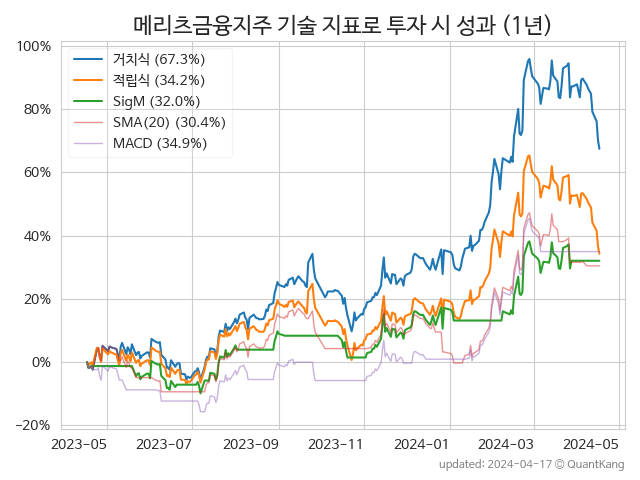 메리츠금융지주 기술 지표로 투자 시 성과 (1년)
거치식 (67.3%)
적립식 (34.2%)
SigM (32.0%)
SMA(20) (30.4%)
MACD (34.9%)
100%
80%
60%
40%
20%
0%
−20%
2023-05 2023-07 2023-09 2023-11 2024-01 2024-03 2024-05
updated: 2024-04-17 © QuantKang